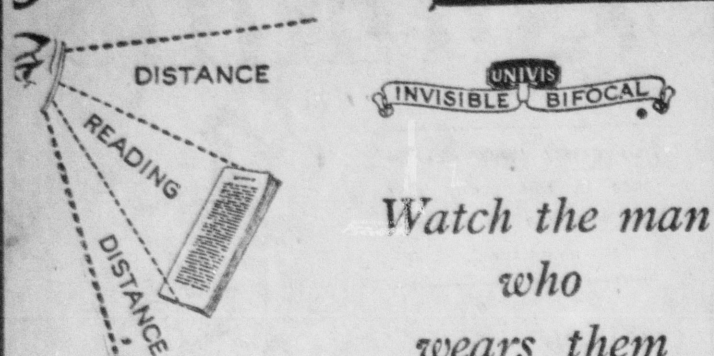 DISTANCE
READING
DISTANCE
UNIVIS
INVISIBLE BIFOCAL
Watch the man
who
wears them